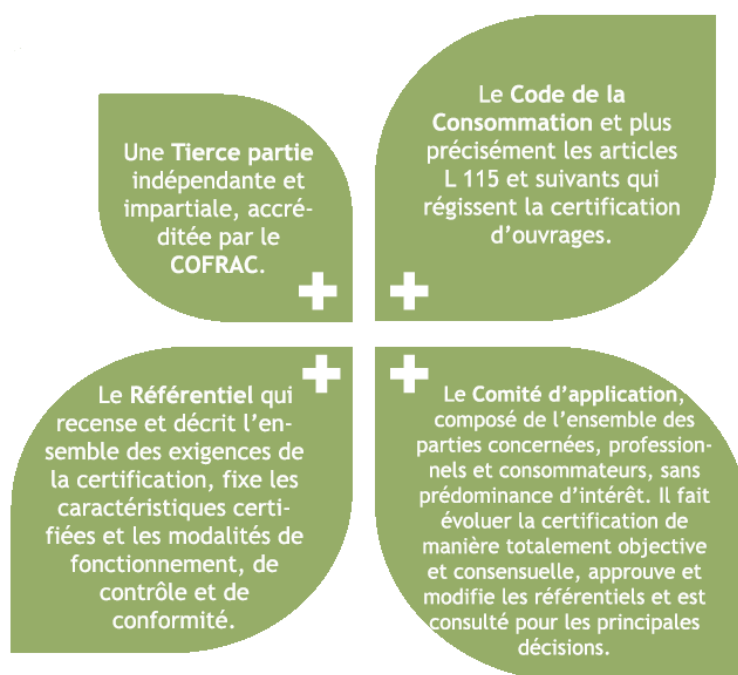 Une Tierce partie
indépendante et
impartiale, accré-
ditée par le
COFRAC.
Le Code de la
Consommation et plus
précisément les articles
L 115 et suivants qui
régissent la certification
d’ouvrages.
Le Référentiel qui
recense et décrit l’en-
semble des exigences de
la certification, fixe les
caractéristiques certi-
fiées et les modalités de
fonctionnement, de
contrôle et de
conformité.
Le Comité d’application,
composé de l’ensemble des
parties concernées, profession-
nels et consommateurs, sans
prédominance d’intérêt. Il fait
évoluer la certification de
manière totalement objective
et consensuelle, approuve et
modifie les référentiels et est
consulté pour les principales
décisions.